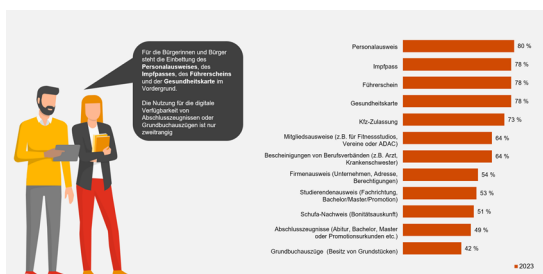 Für die Bürgerinnen und Bürger
steht die Einbettung des
Personalausweises, des
Impfpasses, des Führerscheins
und der Gesundheitskarte im
Vordergrund.
Die Nutzung für die digitale
Verfügbarkeit von
Abschlusszeugnissen oder
Grundbuchauszügen ist nur
zweitrangig
Personalausweis 80 %
Impfpass 78 %
Führerschein 78 %
Gesundheitskarte 78 %
Kfz-Zulassung 73 %
Mitgliedsausweise (z.B. für Fitnessstudios,
Vereine oder ADAC) 64 %
Bescheinigungen von Berufverbänden (z.B. Arzt,
Krankenschwester) 64 %
Firmenausweis (Unternehmen, Adresse,
Berechtigungen) 54 %
Studierendenausweis (Fachrichtung,
Bachelor/Master/Promotion) 53 %
Schufa-Nachweis (Bonitätsauskunft) 51 %
Abschlusszeugnisse (Abitur, Bachelor, Master
oder Promotionsurkunden etc.) 49 %
Grundbuchauszüge (Besitz von Grundstücken) 42 %
2023